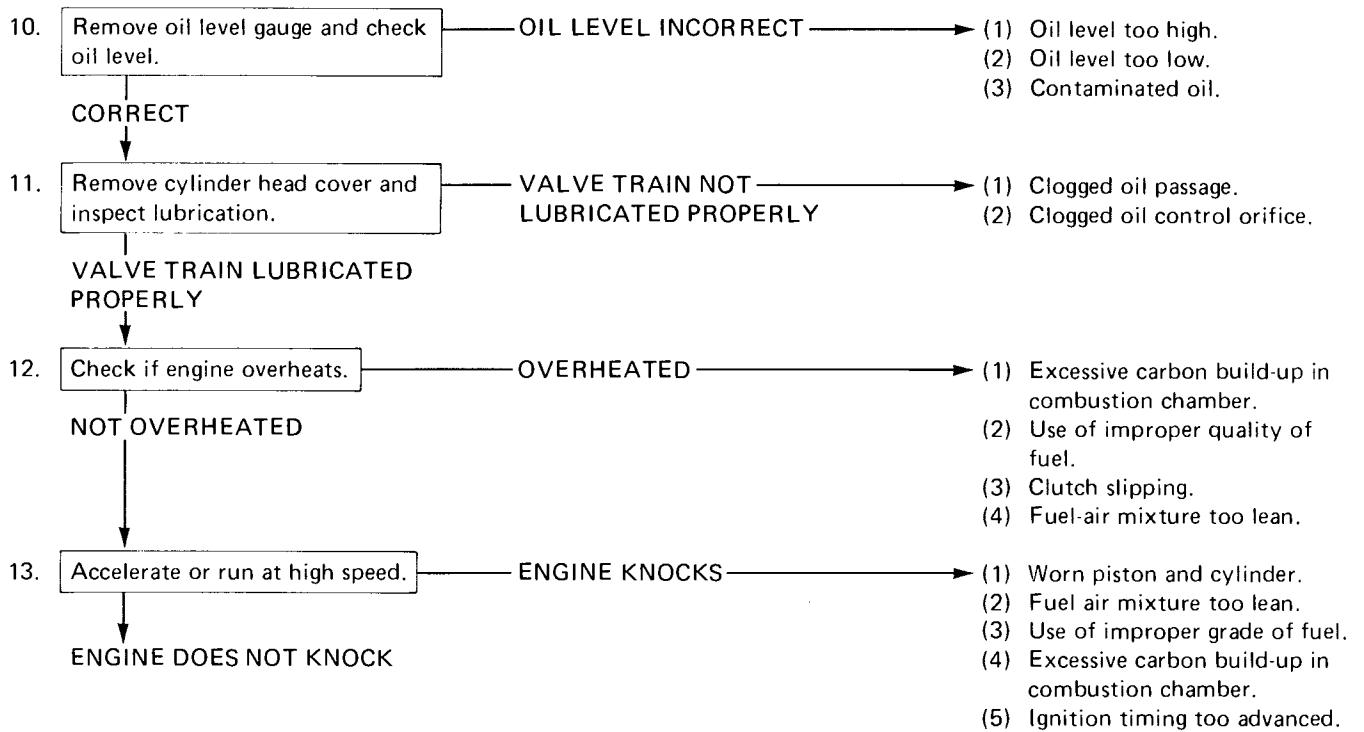 10. Remove oil level gauge and check oil level. OIL LEVEL INCORRECT (1) Oil level too high.
(2) Oil level too low.
(3) Contaminated oil.
CORRECT
11. Remove cylinder head cover and inspect lubrication. VALVE TRAIN NOT LUBRICATED PROPERLY (1) Clogged oil passage.
(2) Clogged oil control orifice.
VALVE TRAIN LUBRICATED
PROPERLY
12. Check if engine overheats. OVERHEATED (1) Excessive carbon build-up in
combustion chamber.
(2) Use of improper quality of
fuel.
(3) Clutch slipping.
(4) Fuel-air mixture too lean.
NOT OVERHEATED
13. Accelerate or run at high speed. ENGINE KNOCKS (1) Worn piston and cylinder.
(2) Fuel air mixture too lean.
(3) Use of improper grade of fuel.
(4) Excessive carbon build-up in
combustion chamber.
(5) Ignition timing too advanced.
ENGINE DOES NOT KNOCK